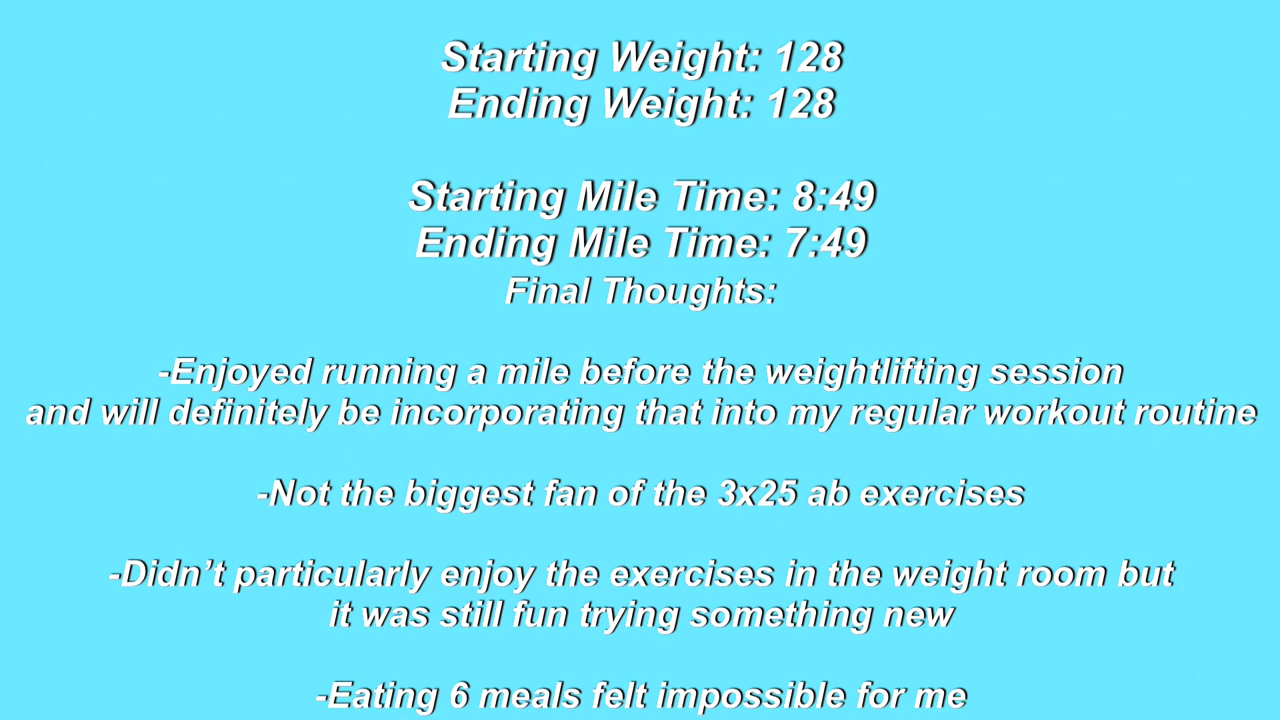 Starting Weight: 128
Ending Weight: 128
Starting Mile Time: 8:49
Ending Mile Time: 7:49
Final Thoughts:
-Enjoyed running a mile before the weightlifting session
and will definitely be incorporating that into my regular workout routine
-Not the biggest fan of the 3x25 ab exercises
-Didn’t particularly enjoy the exercises in the weight room but
it was still fun trying something new
-Eating 6 meals felt impossible for me